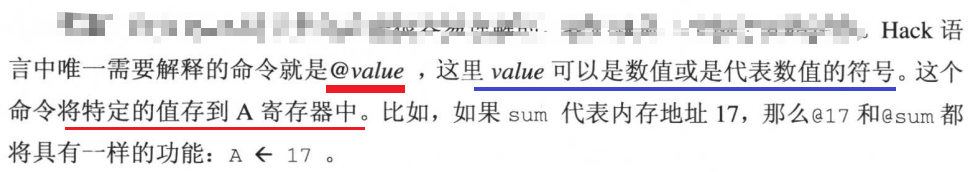 。Hack 语
言中唯一需要解释的命令就是@value ,这里 value 可以是数值或是代表数值的符号。这个
命令将特定的值存到 A 寄存器中。比如，如果 sum 代表内存地址 17，那么@17 和@sum 都
将具有一样的功能：A ← 17 。